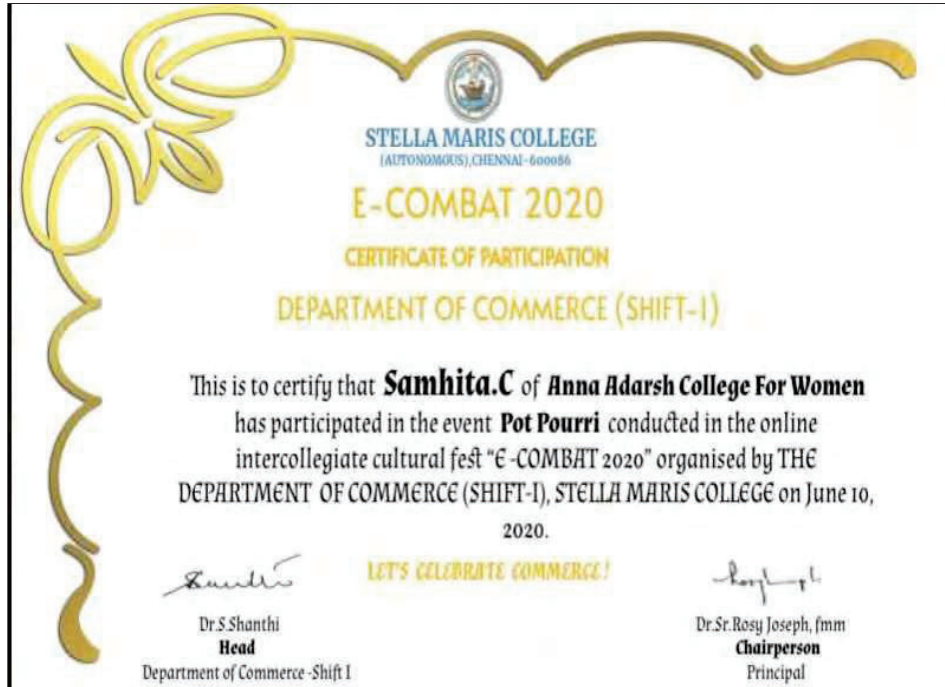 STELLA MARIS COLLEGE
(AUTONOMOUS),CHENNAI-600086
E-COMBAT 2020
CERTIFICATE OF PARTICIPATION
DEPARTMENT OF COMMERCE (SHIFT-I)
This is to certify that Samhita.C of Anna Adarsh College For Women
has participated in the event Pot Pourri conducted in the online
intercollegiate cultural fest "E-COMBAT 2020" organised by THE
DEPARTMENT OF COMMERCE (SHIFT-I), STELLA MARIS COLLEGE on June 10,
2020.
LET'S CELEBRATE COMMERCE!
Dr.S.Shanthi
Head
Department of Commerce-Shift I
Dr.Sr.Rosy Joseph, fmm
Chairperson
Principal